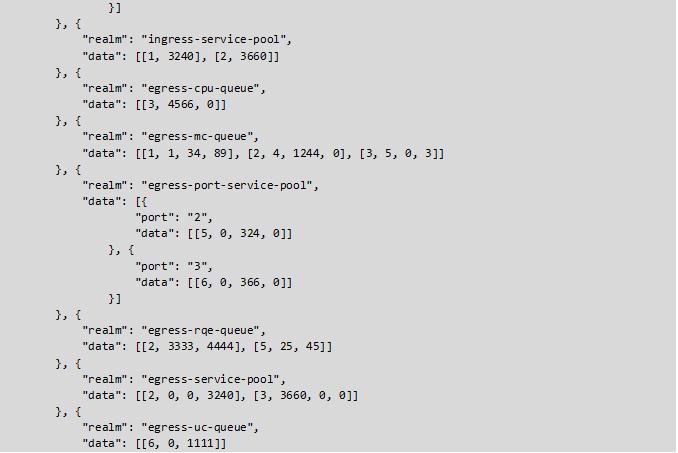 }]
}, {
"realm": "ingress-service-pool",
"data": [[1, 3240], [2, 3660]]
}, {
"realm": "egress-cpu-queue",
"data": [[3, 4566, 0]]
}, {
"realm": "egress-mc-queue",
"data": [[1, 1, 34, 89], [2, 4, 1244, 0], [3, 5, 0, 3]]
}, {
"realm": "egress-port-service-pool",
"data": [{
"port": "2",
"data": [[5, 0, 324, 0]]
}, {
"port": "3",
"data": [[6, 0, 366, 0]]
}]
}, {
"realm": "egress-rqe-queue",
"data": [[2, 3333, 4444], [5, 25, 45]]
}, {
"realm": "egress-service-pool",
"data": [[2, 0, 0, 3240], [3, 3660, 0, 0]]
}, {
"realm": "egress-uc-queue",
"data": [[6, 0, 1111]]